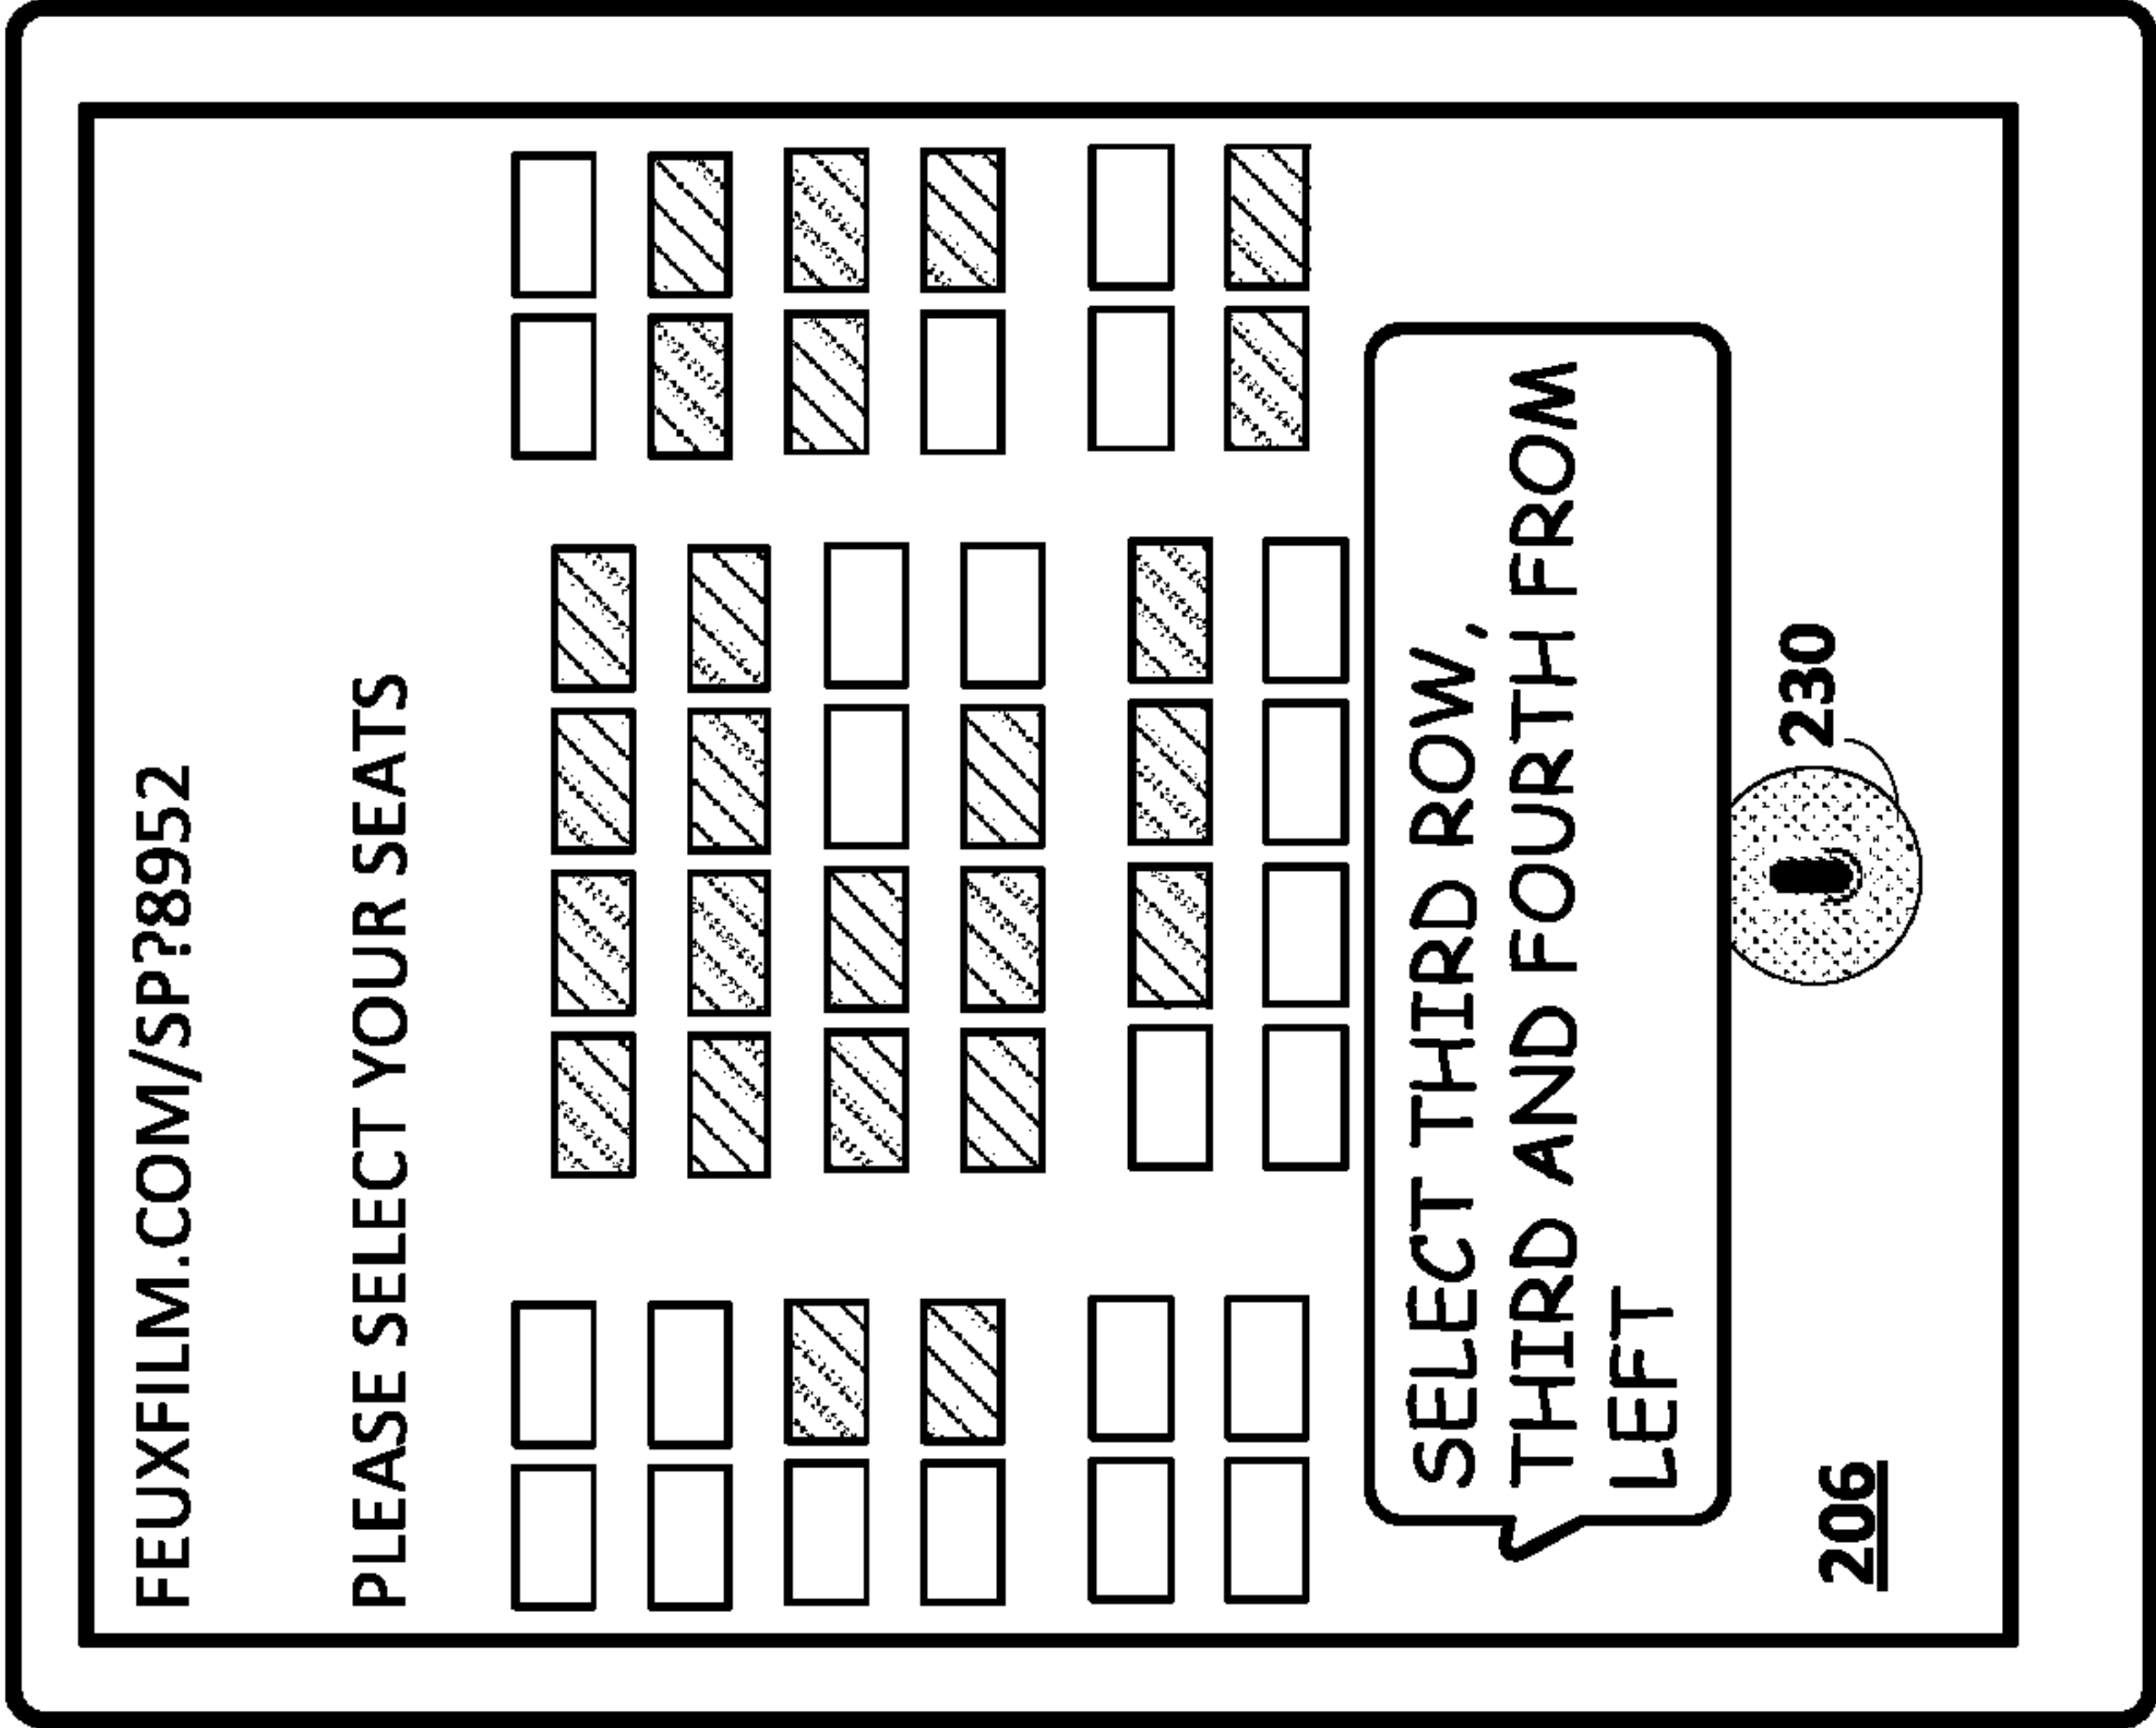 FEUXFILM.COM/SP?8952
PLEASE SELECT YOUR SEATS
SELECT THIRD ROW,
THIRD AND FOURTH FROM
LEFT
230
206